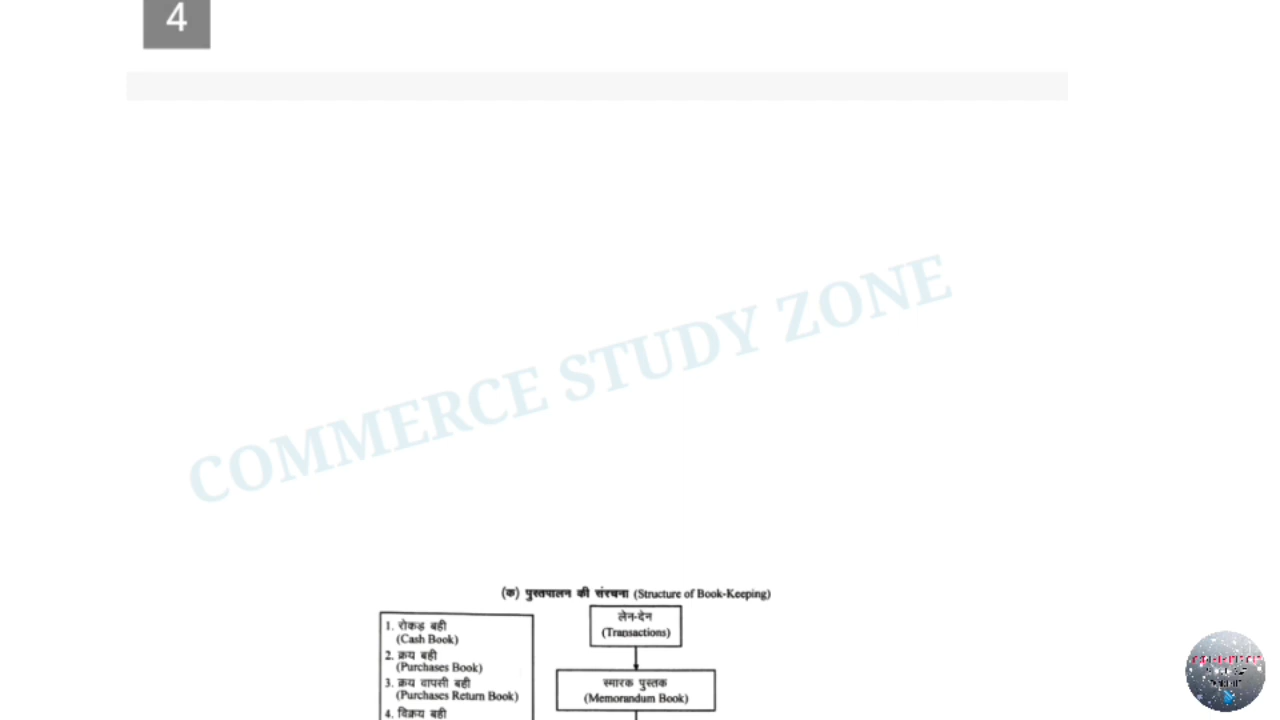 4
COMMERCE STUDY ZONE
(क) पुस्तपालन की संरचना (Structure of Book-Keeping)
1. रोकड़ बही
(Cash Book)
2. क्रय बही
(Purchases Book)
3. क्रय वापसी बही
(Purchases Return Book)
4. विक्रय बही
लेन-देन
(Transactions)
स्मारक पुस्तक
(Memorandum Book)